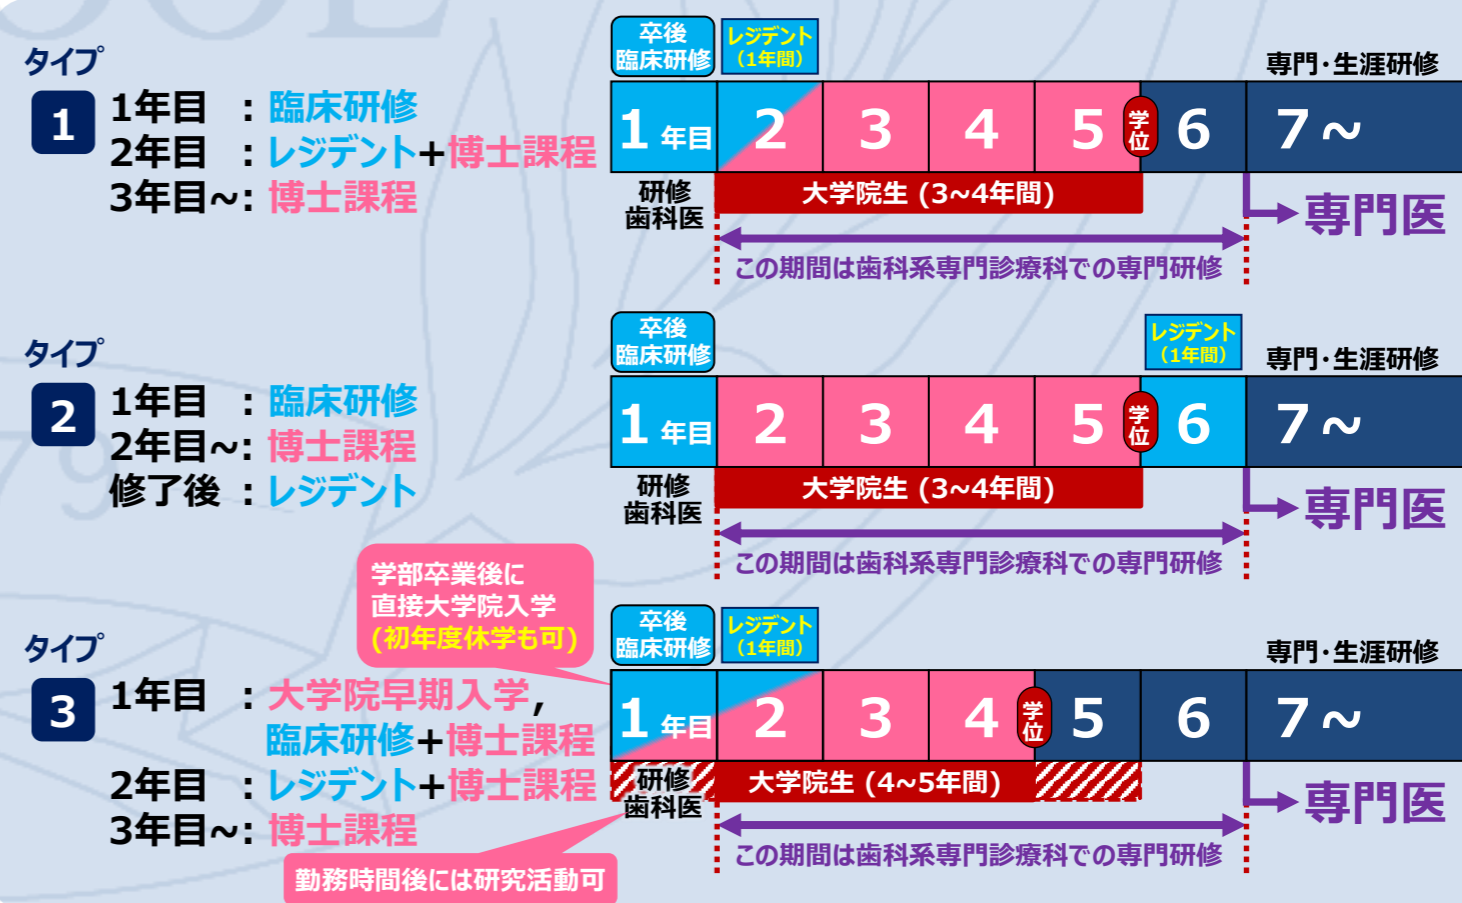 タイプ
1
1年目 : 臨床研修
2年目 : レジデント+博士課程
3年目~: 博士課程
卒後
臨床研修
レジデント
(1年間)
専門・生涯研修
1年目 2 3 4 5 学位 6 7~
研修
歯科医
大学院生 (3~4年間)
専門医
この期間は歯科系専門診療科での専門研修
タイプ
2
1年目 : 臨床研修
2年目~: 博士課程
修了後 : レジデント
卒後
臨床研修
レジデント
(1年間)
専門・生涯研修
1年目 2 3 4 5 学位 6 7~
研修
歯科医
大学院生 (3~4年間)
専門医
この期間は歯科系専門診療科での専門研修
学部卒業後に
直接大学院入学
(初年度休学も可)
タイプ
3
1年目 : 大学院早期入学,
臨床研修+博士課程
2年目 : レジデント+博士課程
3年目~: 博士課程
勤務時間後には研究活動可
卒後
臨床研修
レジデント
(1年間)
専門・生涯研修
1年目 2 3 4 学位 5 6 7~
研修
歯科医
大学院生 (4~5年間)
専門医
この期間は歯科系専門診療科での専門研修